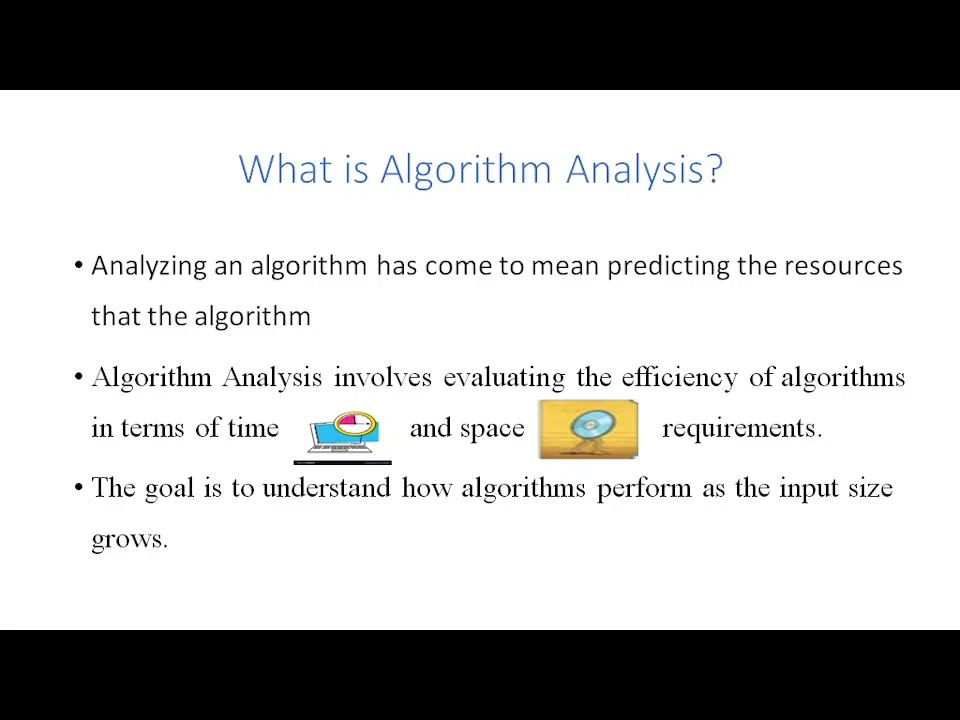 What is Algorithm Analysis?
• Analyzing an algorithm has come to mean predicting the resources
that the algorithm
• Algorithm Analysis involves evaluating the efficiency of algorithms
in terms of time and space requirements.
• The goal is to understand how algorithms perform as the input size
grows.